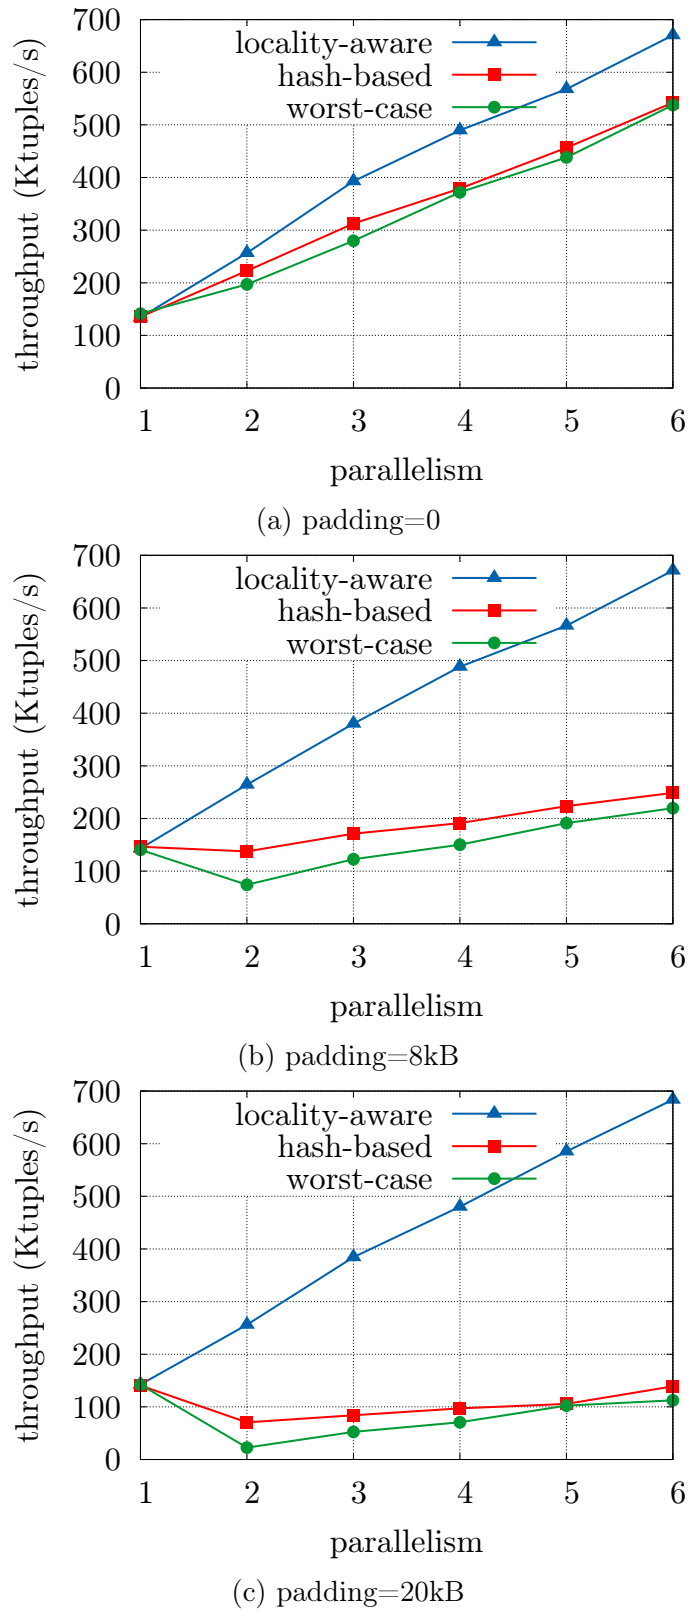 700
600
500
400
300
200
100
0
throughput (Ktuples/s)
locality-aware
hash-based
worst-case
1 2 3 4 5 6
parallelism
(a) padding=0
700
600
500
400
300
200
100
0
throughput (Ktuples/s)
locality-aware
hash-based
worst-case
1 2 3 4 5 6
parallelism
(b) padding=8kB
700
600
500
400
300
200
100
0
throughput (Ktuples/s)
locality-aware
hash-based
worst-case
1 2 3 4 5 6
parallelism
(c) padding=20kB